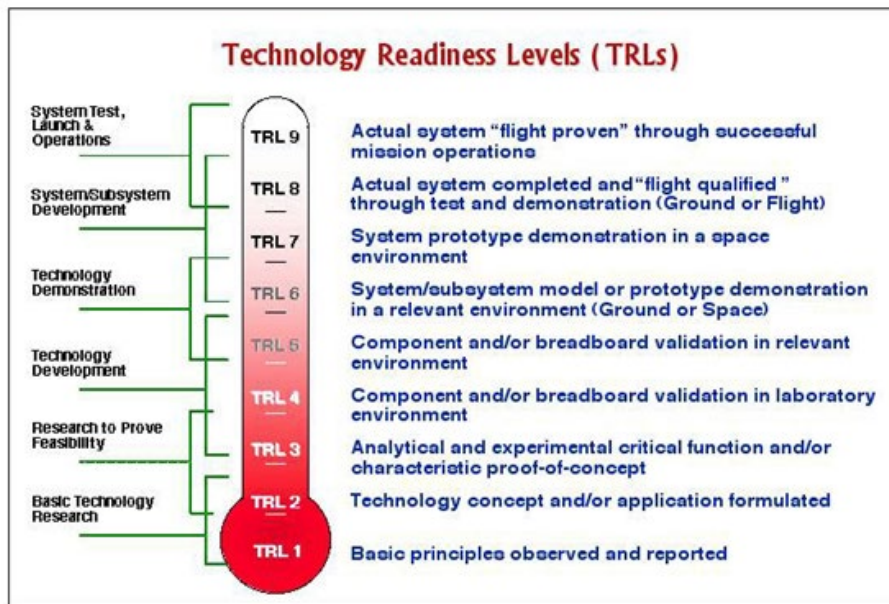 Technology Readiness Levels (TRLs)
System Test,
Launch &
Operations
System/Subsystem
Development
Technology
Demonstration
Technology
Development
Research to Prove
Feasibility
Basic Technology
Research
TRL 9
Actual system “flight proven” through successful
mission operations
TRL 8
Actual system completed and “flight qualified”
through test and demonstration (Ground or Flight)
TRL 7
System prototype demonstration in a space
environment
TRL 6
System/subsystem model or prototype demonstration
in a relevant environment (Ground or Space)
TRL 5
Component and/or breadboard validation in relevant
environment
TRL 4
Component and/or breadboard validation in laboratory
environment
TRL 3
Analytical and experimental critical function and/or
characteristic proof-of-concept
TRL 2
Technology concept and/or application formulated
TRL 1
Basic principles observed and reported